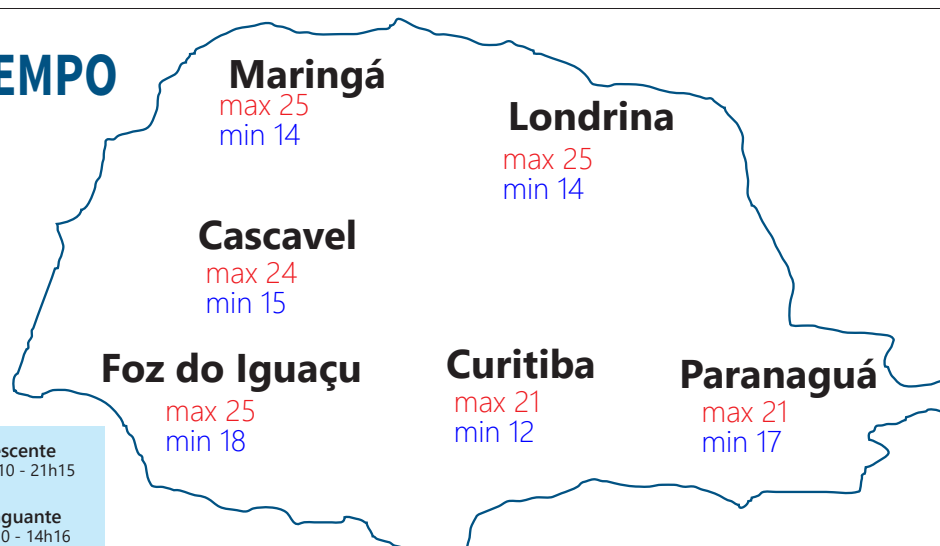 EMPO
Maringá
max 25
min 14
Londrina
max 25
min 14
Cascavel
max 24
min 15
Foz do Iguaçu
max 25
min 18
Curitiba
max 21
min 12
Paranaguá
max 21
min 17
escente
10 - 21h15
guante
0 - 14h16